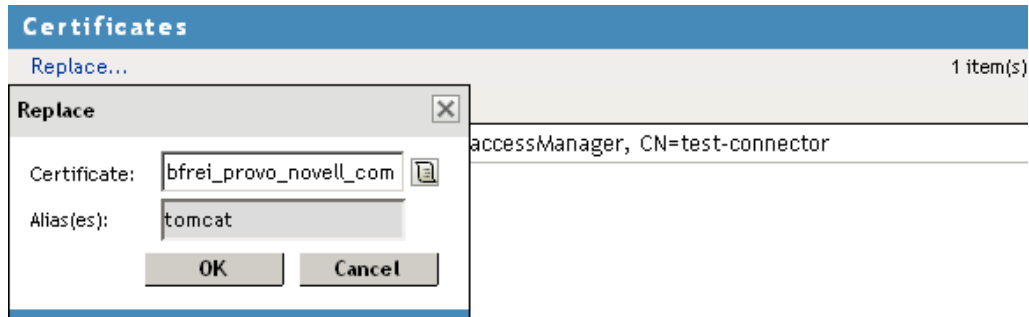 Certificates
Replace... 1 item(s)
Replace
accessManager, CN=test-connector
Certificate: bfrei_provo_novell_com
Alias(es): tomcat
OK Cancel